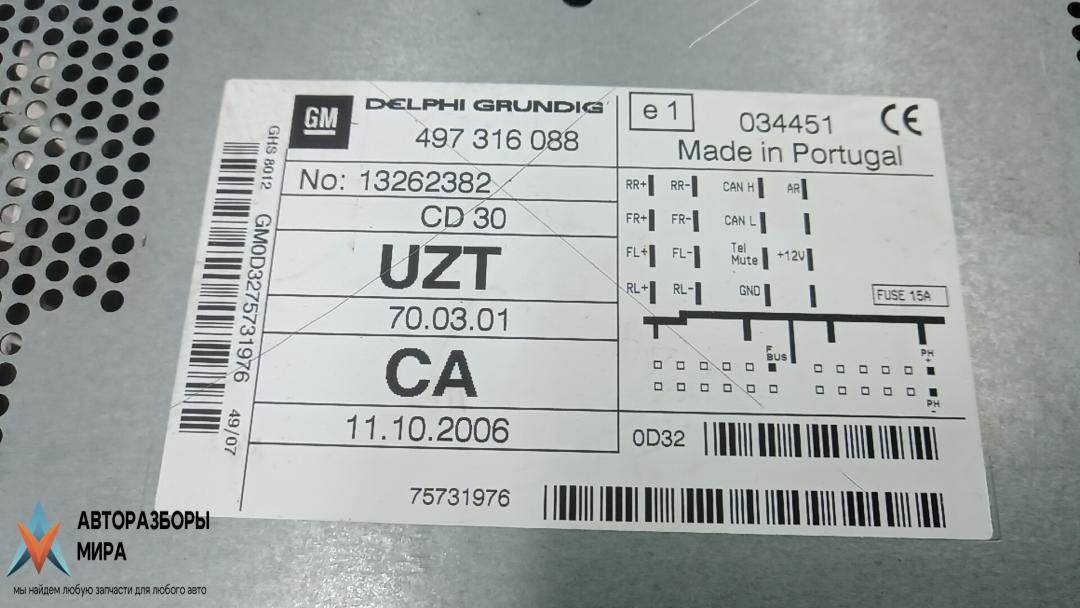 GM
DELPHI GRUNDIG
497 316 088
No: 13262382
CD 30
UZT
70.03.01
CA
11.10.2006
GHS 8012
GM0D3275731976
49/07
e 1
034451
CE
Made in Portugal
RR+ RR- CAN H AR
FR+ FR- CAN L
FL+ FL- Tel Mute +12V
RL+ RL- GND
FUSE 15A
F BUS
PH +
PH -
0D32
75731976
АВТОРАЗБОРЫ
МИРА
мы найдем любую запчасти для любого авто